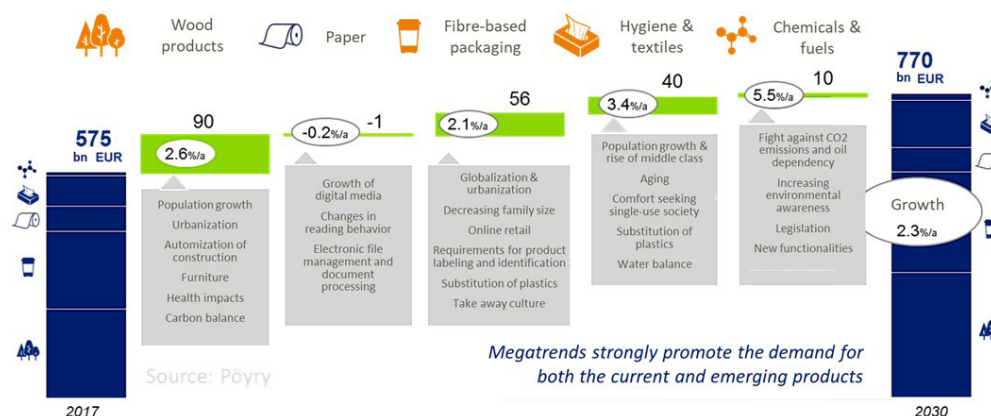 Wood
products
Paper
Fibre-based
packaging
Hygiene &
textiles
Chemicals &
fuels
575
bn EUR
90
2.6%/a
Population growth
Urbanization
Automization of
construction
Furniture
Health impacts
Carbon balance
-1
-0.2%/a
Growth of
digital media
Changes in
reading behavior
Electronic file
management and
document
processing
56
2.1%/a
Globalization &
urbanization
Decreasing family size
Online retail
Requirements for product
labeling and identification
Substitution of plastics
Take away culture
40
3.4%/a
Population growth &
rise of middle class
Aging
Comfort seeking
single-use society
Substitution of
plastics
Water balance
10
5.5%/a
Fight against CO2
emissions and oil
dependency
Increasing
environmental
awareness
Legislation
New functionalities
770
bn EUR
Growth
2.3%/a
Megatrends strongly promote the demand for
both the current and emerging products
Source: Pöyry
2017
2030